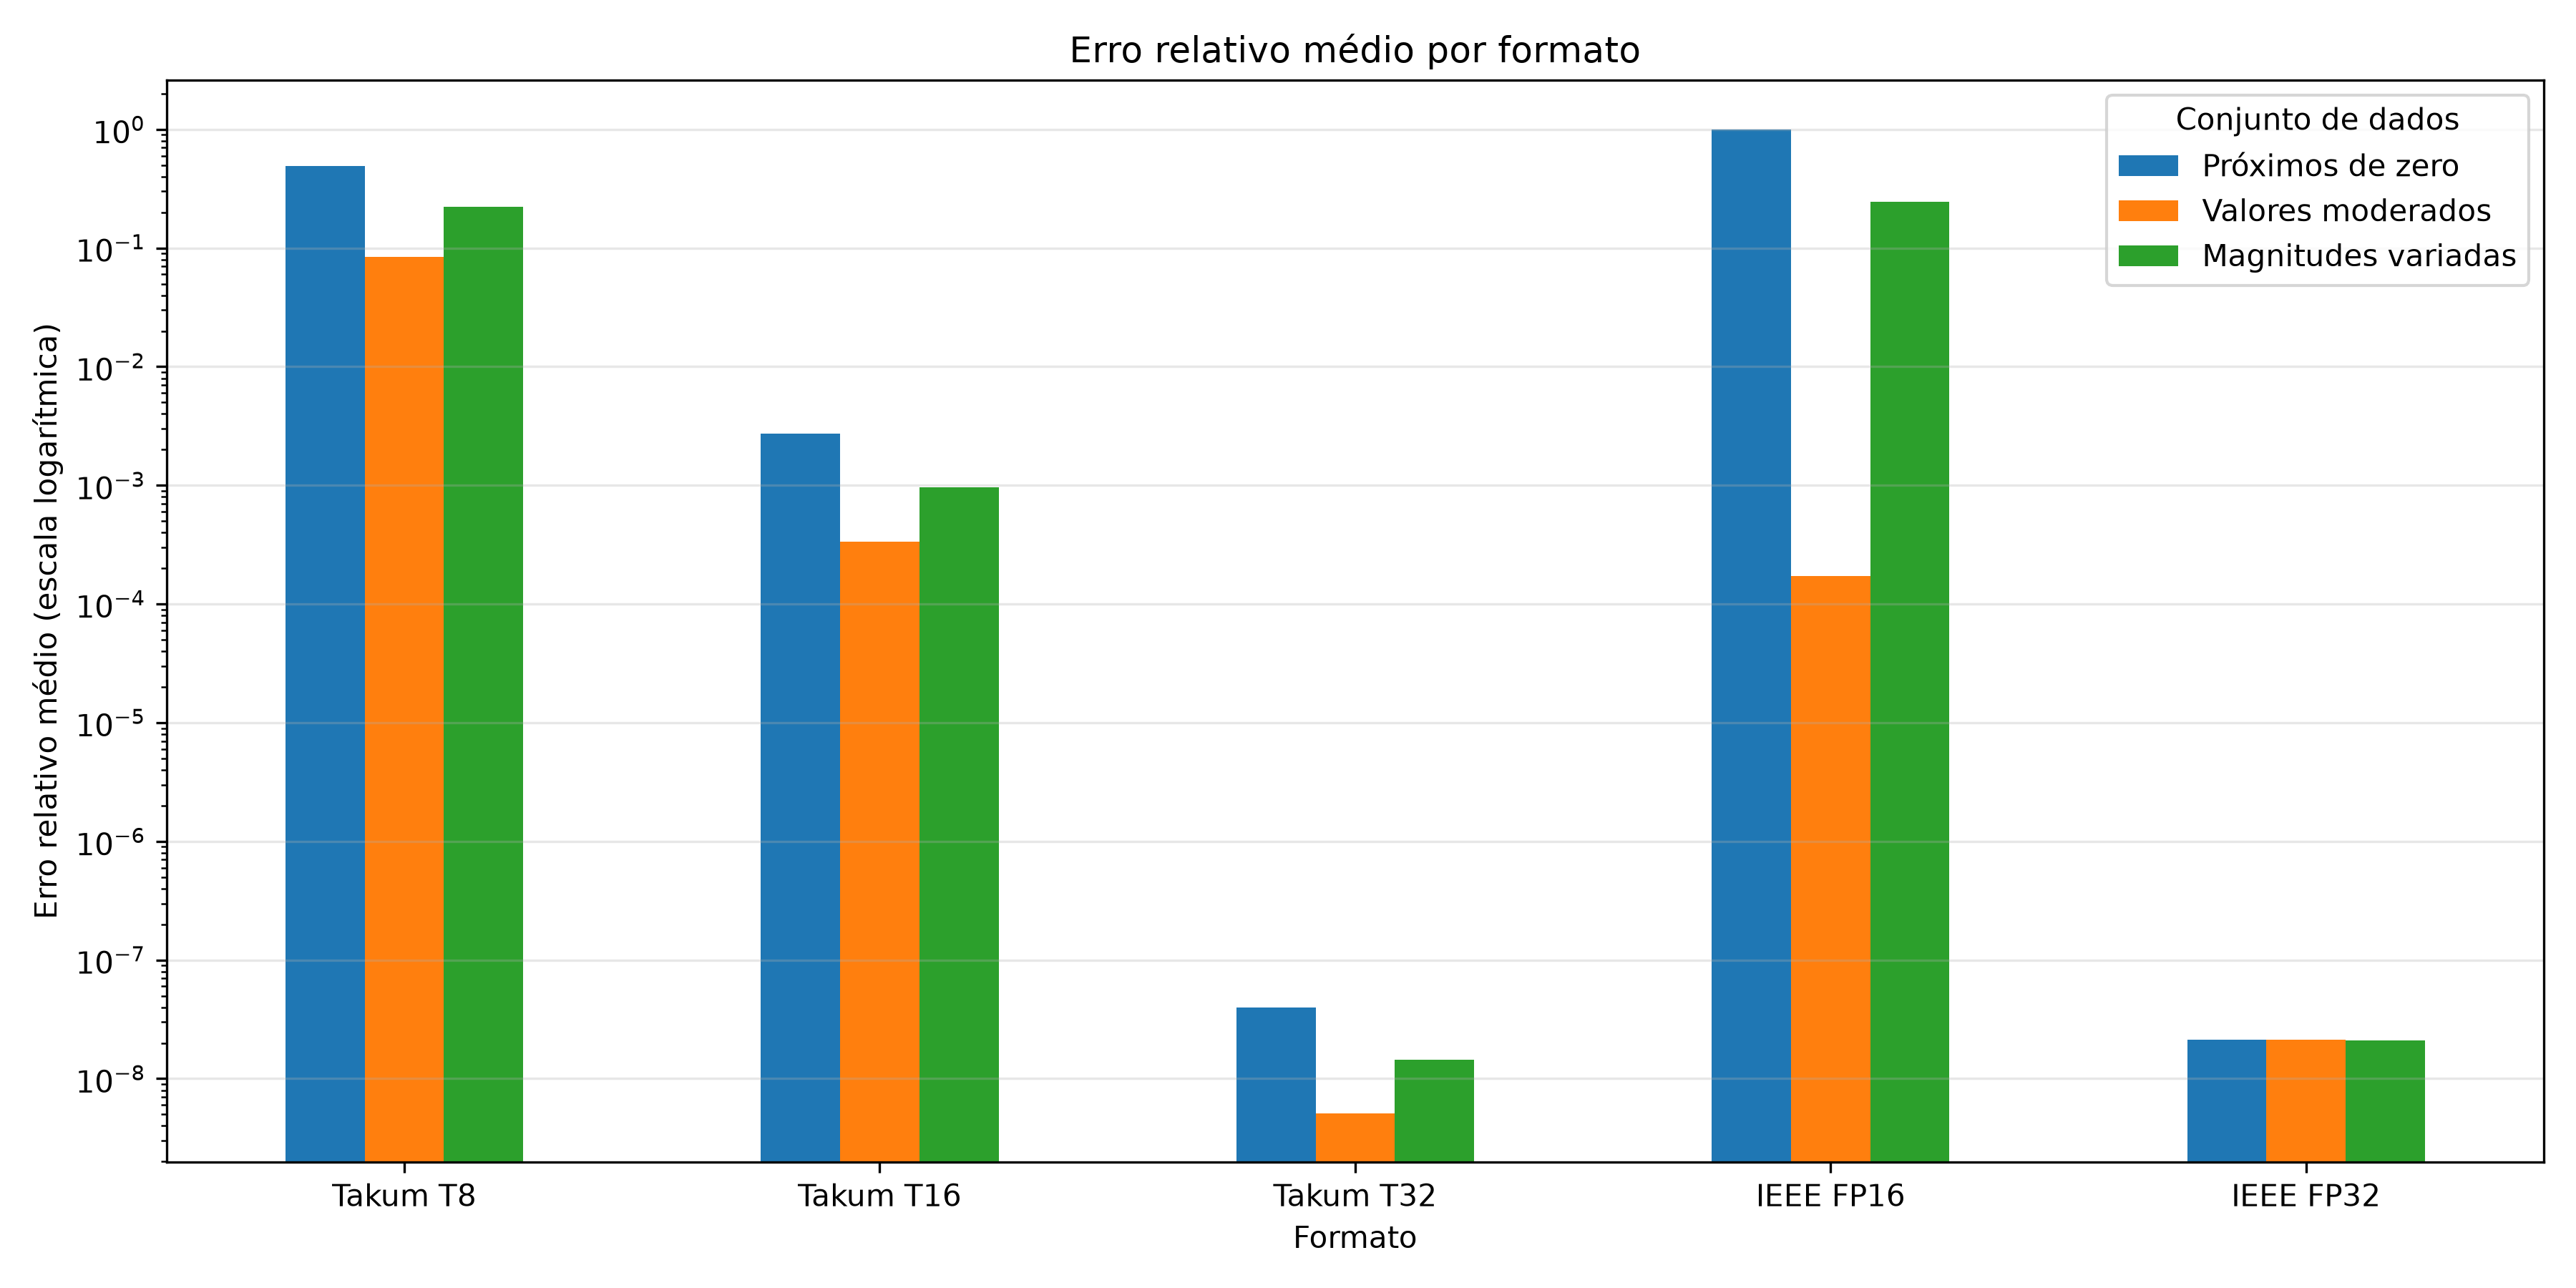 Erro relativo médio por formato
Erro relativo médio (escala logarítmica)
10⁰
10⁻¹
10⁻²
10⁻³
10⁻⁴
10⁻⁵
10⁻⁶
10⁻⁷
10⁻⁸
Conjunto de dados
Próximos de zero
Valores moderados
Magnitudes variadas
Takum T8
Takum T16
Takum T32
IEEE FP16
IEEE FP32
Formato